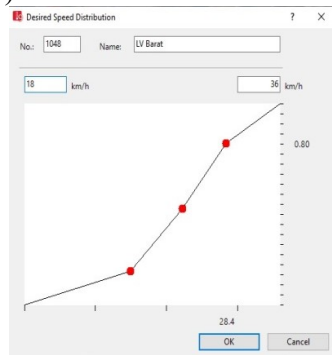 )
Desired Speed Distribution ? ×
No.: 1048 Name: LV Barat
18 km/h 36 km/h
0.80
28.4
OK Cancel